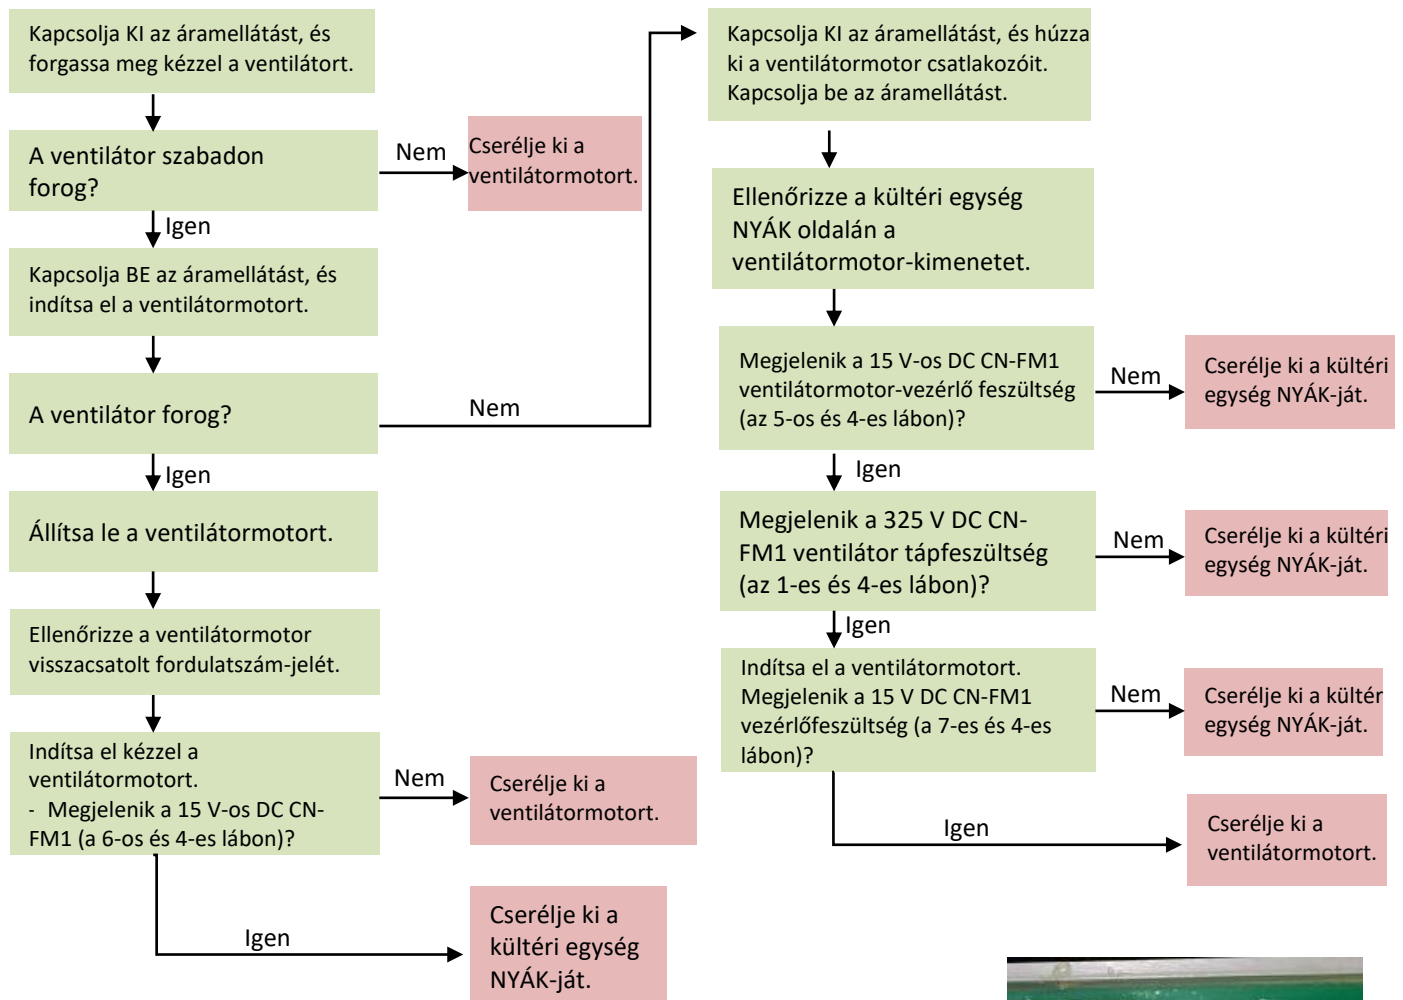 Kapcsolja KI az áramellátást, és
forgassa meg kézzel a ventilátort.
A ventilátor szabadon
forog?
Nem
Cserélje ki a
ventilátormotort.
Igen
Kapcsolja BE az áramellátást, és
indítsa el a ventilátormotort.
A ventilátor forog?
Nem
Igen
Állítsa le a ventilátormotort.
Ellenőrizze a ventilátormotor
visszacsatolt fordulatszám-jelét.
Indítsa el kézzel a
ventilátormotort.
- Megjelenik a 15 V-os DC CN-
FM1 (a 6-os és 4-es lábon)?
Nem
Cserélje ki a
ventilátormotort.
Igen
Cserélje ki a
kültéri egység
NYÁK-ját.
Kapcsolja KI az áramellátást, és húzza
ki a ventilátormotor csatlakozóit.
Kapcsolja be az áramellátást.
Ellenőrizze a kültéri egység
NYÁK oldalán a
ventilátormotor-kimenetet.
Megjelenik a 15 V-os DC CN-FM1
ventilátormotor-vezérlő feszültség
(az 5-os és 4-es lábon)?
Nem
Cserélje ki a kültéri
egység NYÁK-ját.
Igen
Megjelenik a 325 V DC CN-
FM1 ventilátor tápfeszültség
(az 1-es és 4-es lábon)?
Nem
Cserélje ki a kültéri
egység NYÁK-ját.
Igen
Indítsa el a ventilátormotort.
Megjelenik a 15 V DC CN-FM1
vezérlőfeszültség (a 7-es és 4-es
lábon)?
Nem
Cserélje ki a kültér
egység NYÁK-ját.
Igen
Cserélje ki a
ventilátormotort.